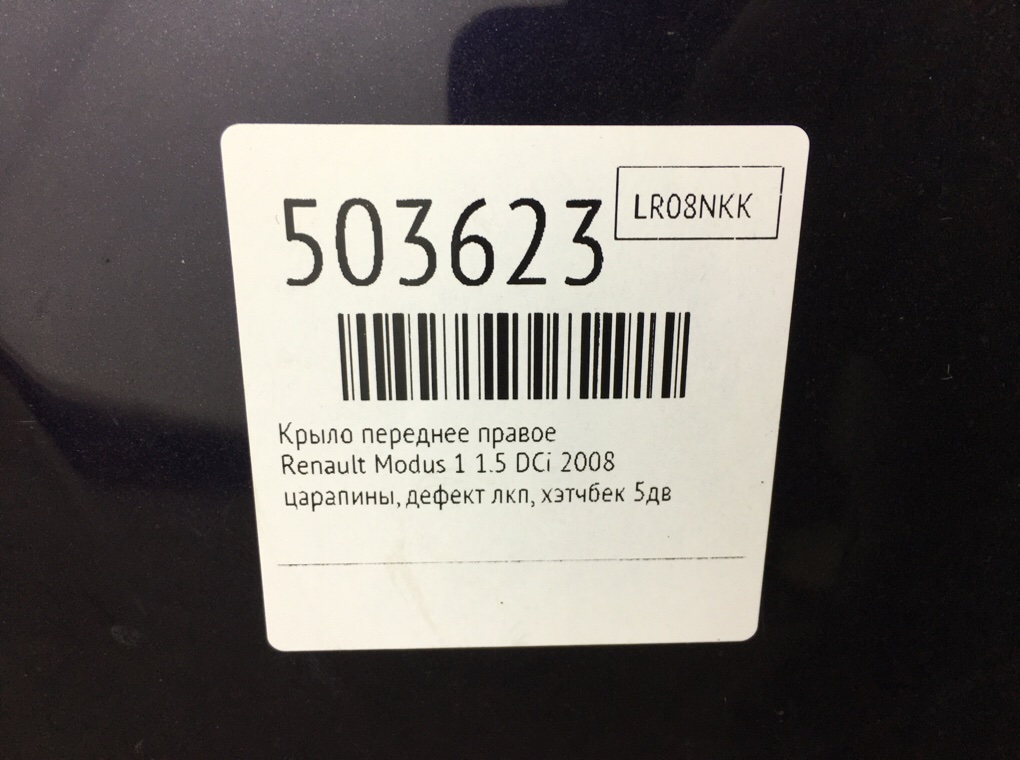 503623
LR08NKK
Крыло переднее правое
Renault Modus 1 1.5 DCi 2008
царапины, дефект лкп, хэтчбек 5дв